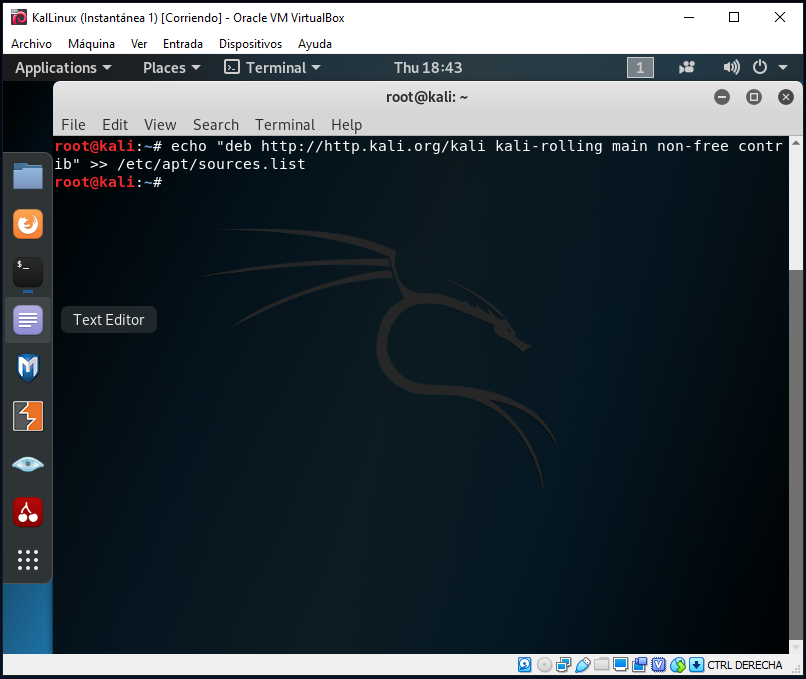 KalLinux (Instantánea 1) [Corriendo] - Oracle VM VirtualBox
Archivo Máquina Ver Entrada Dispositivos Ayuda
Applications Places Terminal Thu 18:43 1
root@kali: ~
File Edit View Search Terminal Help
root@kali:~# echo "deb http://http.kali.org/kali kali-rolling main non-free contr
ib" >> /etc/apt/sources.list
root@kali:~#
Text Editor
CTRL DERECHA